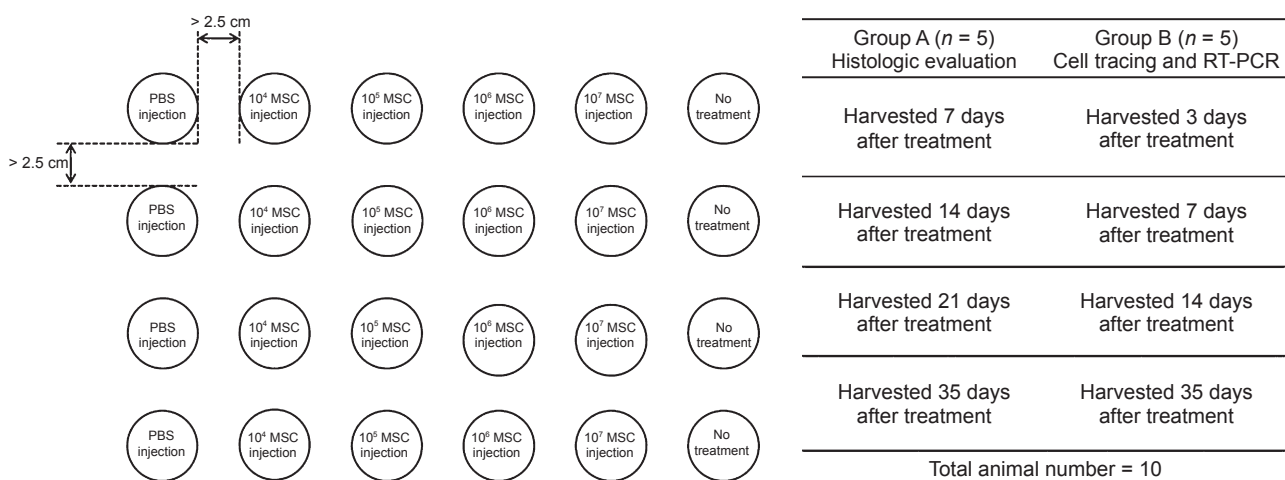 > 2.5 cm
> 2.5 cm
PBS
injection
10⁴ MSC
injection
10⁵ MSC
injection
10⁶ MSC
injection
10⁷ MSC
injection
No
treatment
PBS
injection
10⁴ MSC
injection
10⁵ MSC
injection
10⁶ MSC
injection
10⁷ MSC
injection
No
treatment
PBS
injection
10⁴ MSC
injection
10⁵ MSC
injection
10⁶ MSC
injection
10⁷ MSC
injection
No
treatment
PBS
injection
10⁴ MSC
injection
10⁵ MSC
injection
10⁶ MSC
injection
10⁷ MSC
injection
No
treatment
Group A (n = 5)
Histologic evaluation
Group B (n = 5)
Cell tracing and RT-PCR
Harvested 7 days
after treatment
Harvested 3 days
after treatment
Harvested 14 days
after treatment
Harvested 7 days
after treatment
Harvested 21 days
after treatment
Harvested 14 days
after treatment
Harvested 35 days
after treatment
Harvested 35 days
after treatment
Total animal number = 10